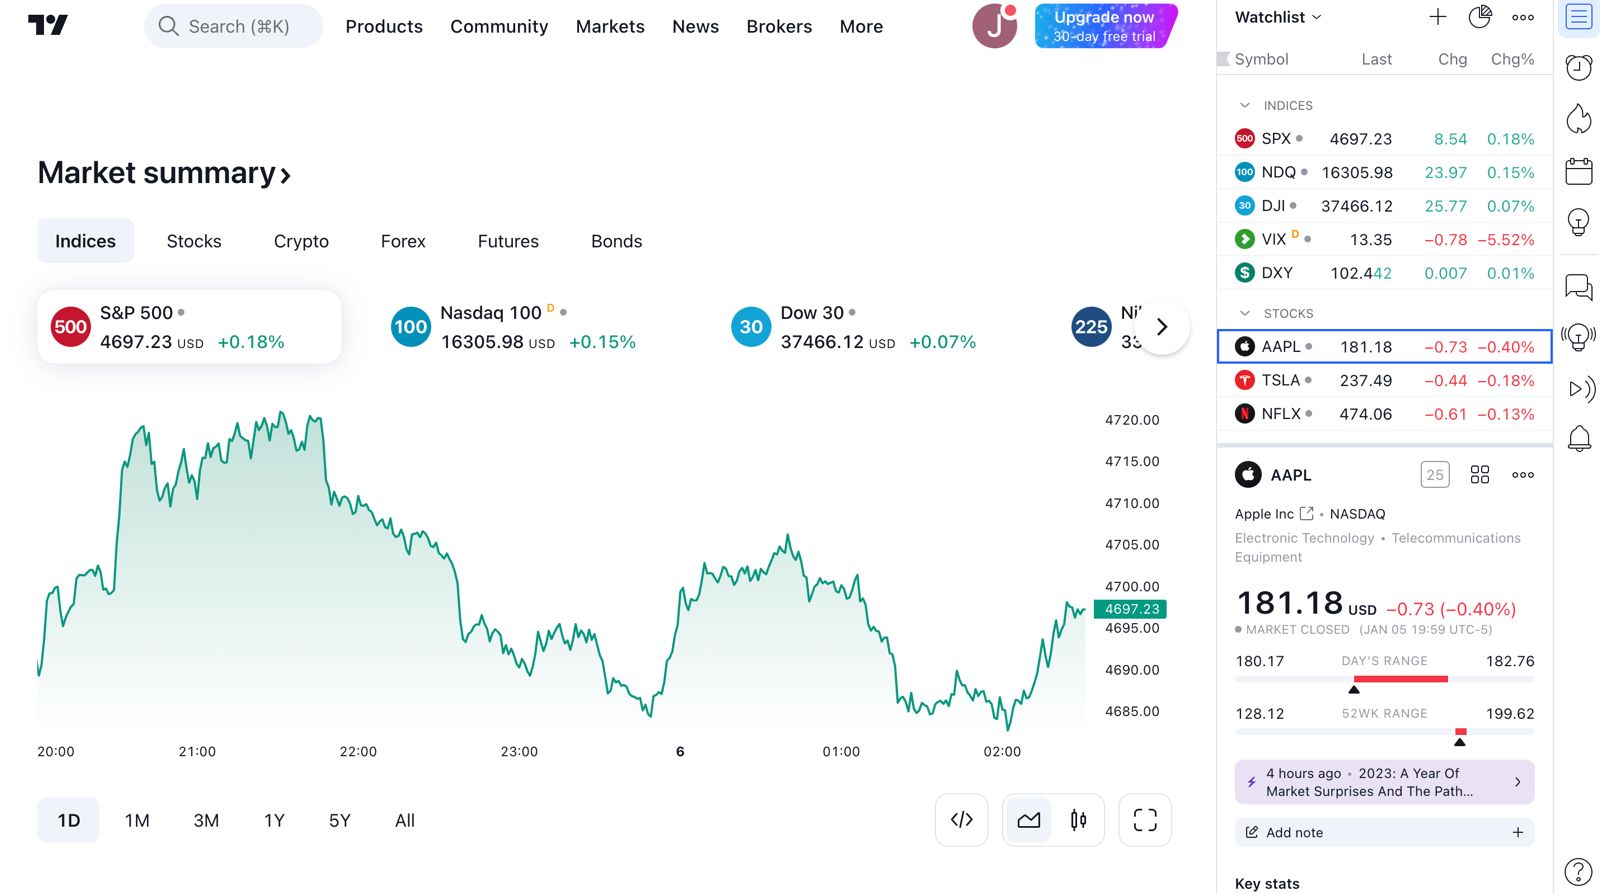 Search (⌘K)
Products
Community
Markets
News
Brokers
More
J
Upgrade now
30-day free trial
Market summary ›
Indices
Stocks
Crypto
Forex
Futures
Bonds
500
S&P 500
4697.23 USD +0.18%
100
Nasdaq 100 D
16305.98 USD +0.15%
30
Dow 30
37466.12 USD +0.07%
225
4720.00
4715.00
4710.00
4705.00
4700.00
4697.23
4695.00
4690.00
4685.00
20:00
21:00
22:00
23:00
6
01:00
02:00
1D
1M
3M
1Y
5Y
All
Watchlist
Symbol Last Chg Chg%
INDICES
500 SPX 4697.23 8.54 0.18%
100 NDQ 16305.98 23.97 0.15%
30 DJI 37466.12 25.77 0.07%
VIX D 13.35 −0.78 −5.52%
$ DXY 102.442 0.007 0.01%
STOCKS
AAPL 181.18 −0.73 −0.40%
TSLA 237.49 −0.44 −0.18%
N NFLX 474.06 −0.61 −0.13%
AAPL
25
Apple Inc • NASDAQ
Electronic Technology • Telecommunications
Equipment
181.18 USD −0.73 (−0.40%)
MARKET CLOSED (JAN 05 19:59 UTC-5)
180.17 DAY'S RANGE 182.76
128.12 52WK RANGE 199.62
4 hours ago • 2023: A Year Of
Market Surprises And The Path...
Add note
Key stats